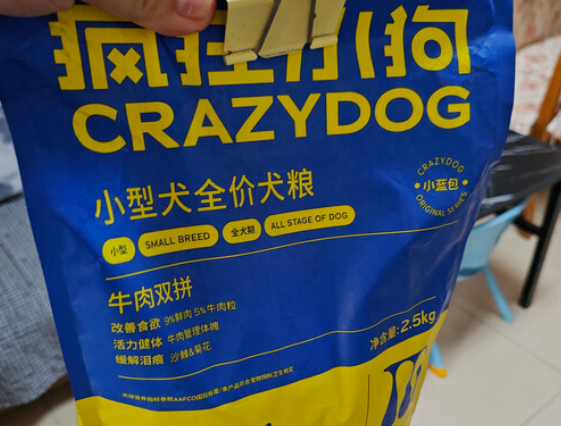 疯狂小狗
CRAZYDOG
小型犬全价犬粮
CRAZYDOG
小蓝包
ORIGINAL SERIES
小型 SMALL BREED 全犬期 ALL STAGE OF DOG
牛肉双拼
改善食欲 9%鲜肉 5%牛肉粒
活力健体 牛肉管理体魄
缓解泪痕 沙棘&菊花
净含量:2.5kg